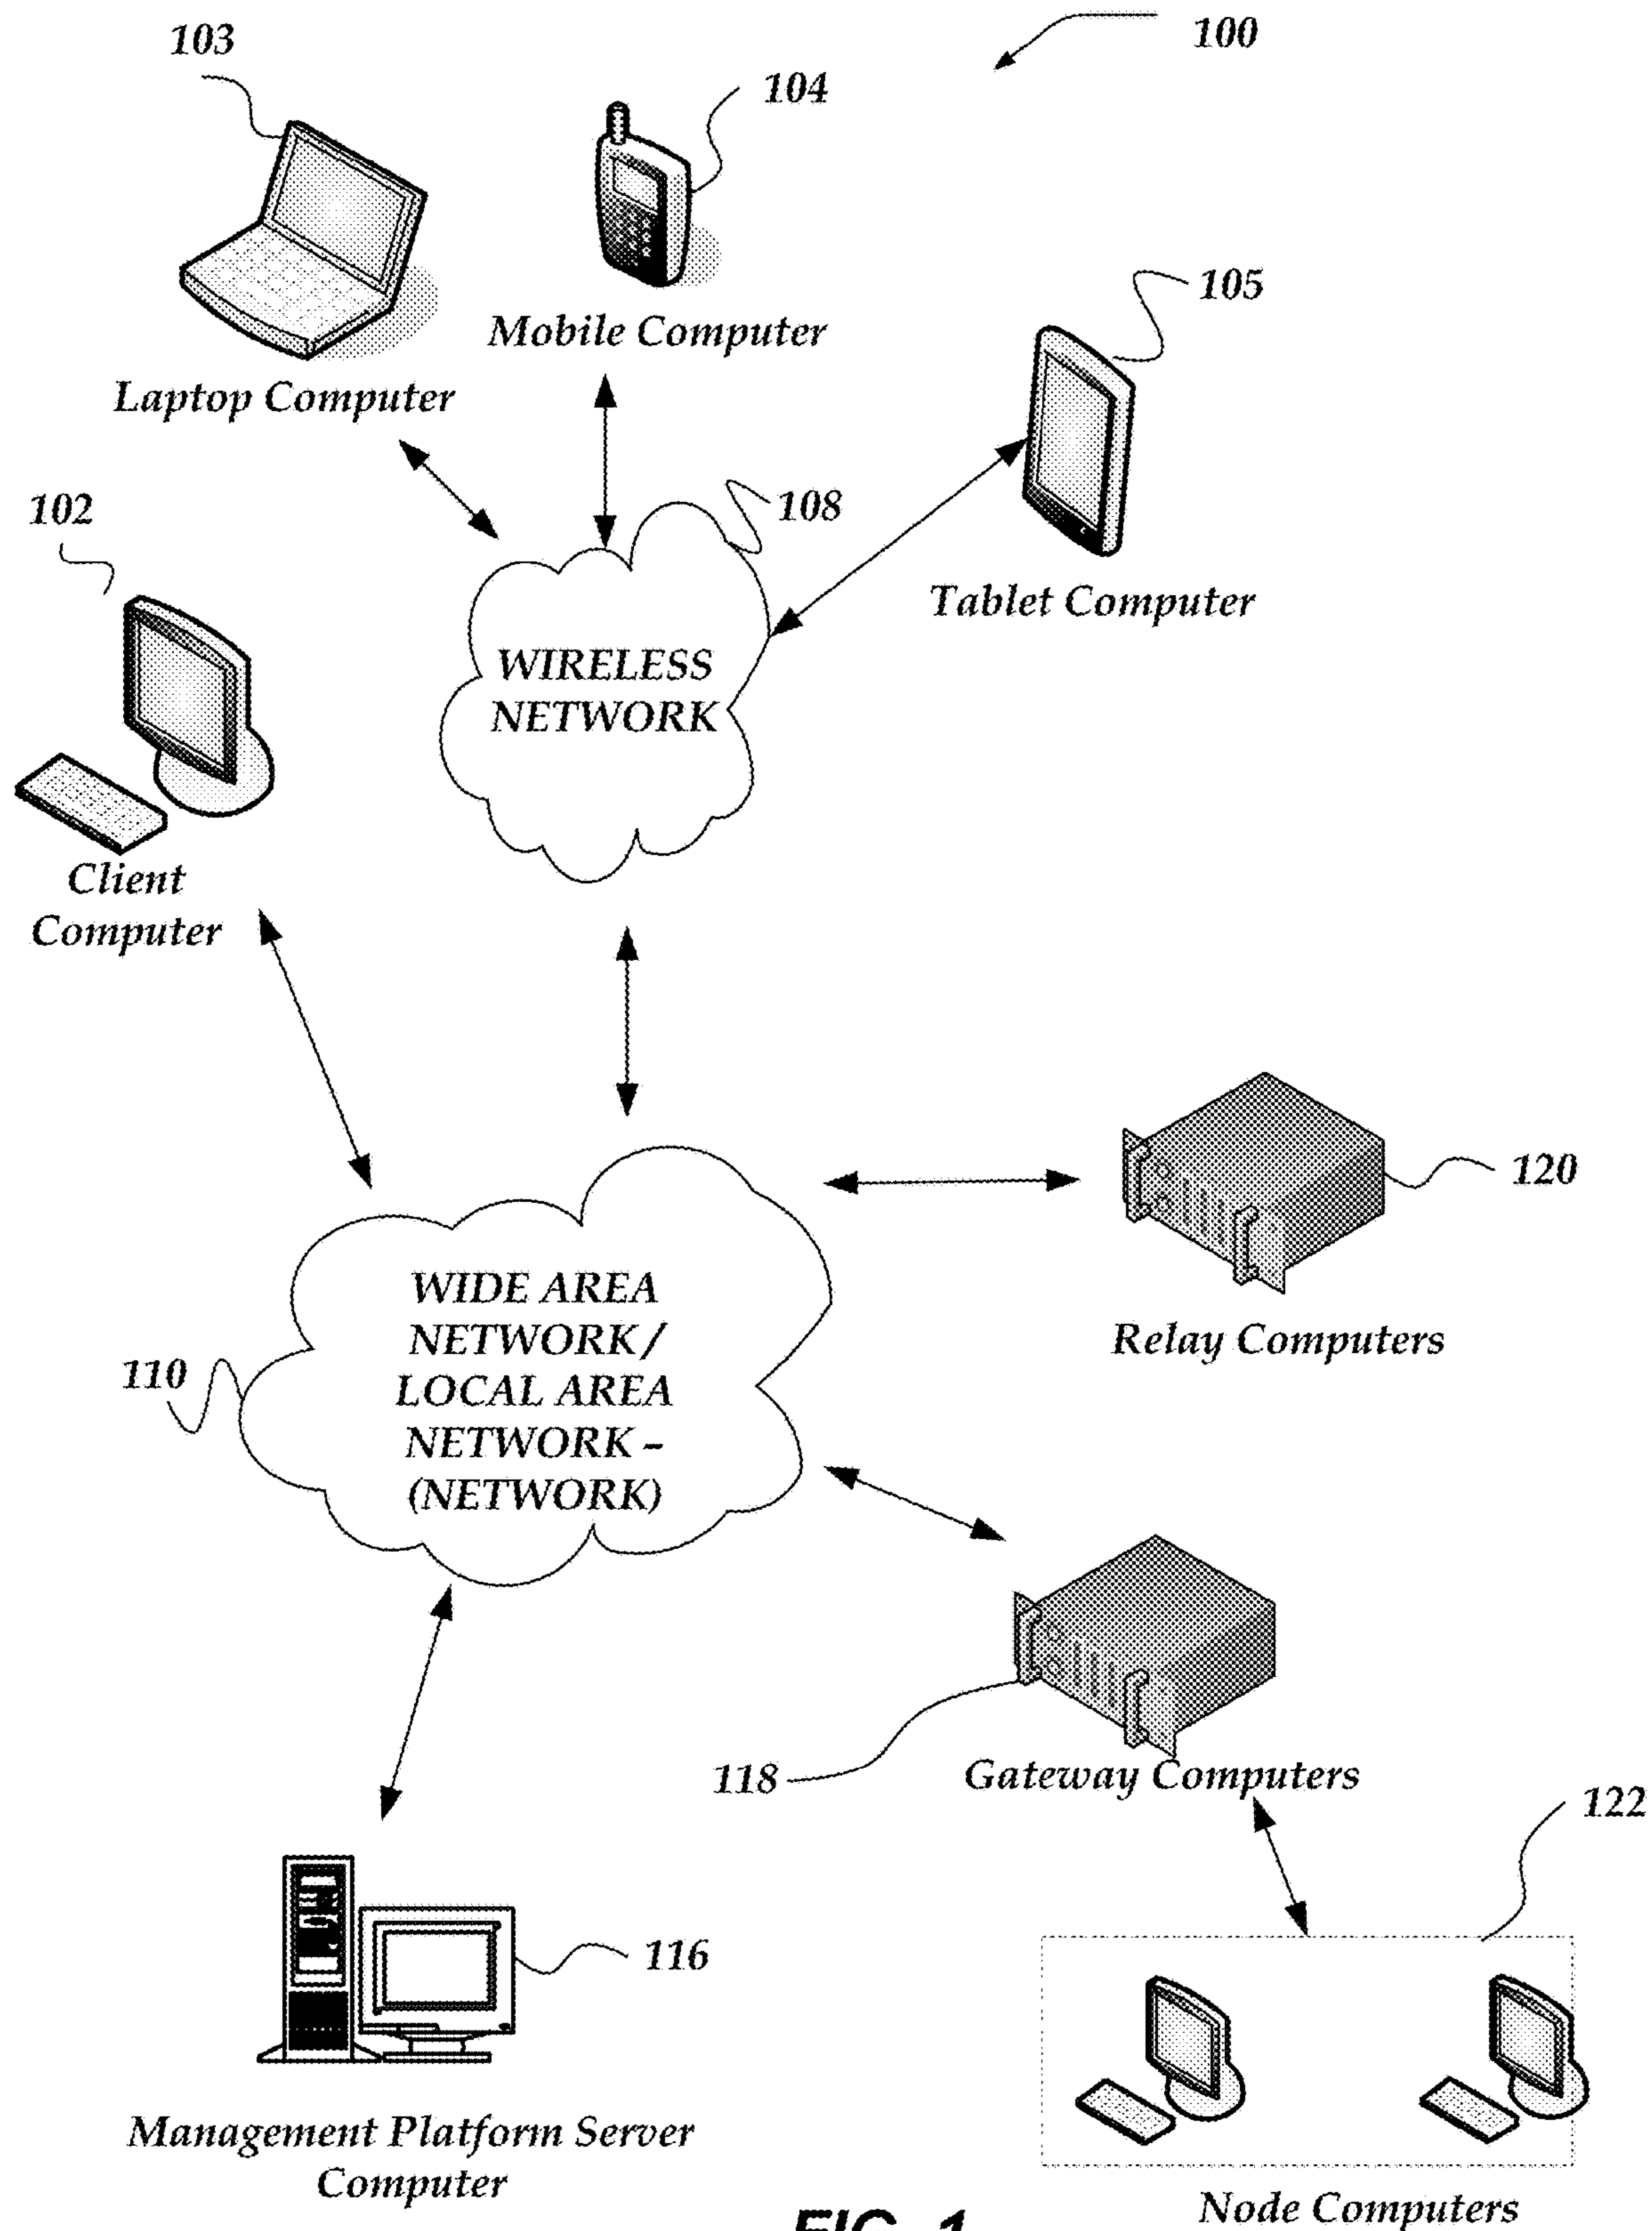 103
100
104
105
Mobile Computer
Laptop Computer
102
108
Tablet Computer
WIRELESS
NETWORK
Client
Computer
120
WIDE AREA
NETWORK /
LOCAL AREA
NETWORK –
(NETWORK)
110
Relay Computers
118
Gateway Computers
122
116
Management Platform Server
Computer
Node Computers
FIG. 1